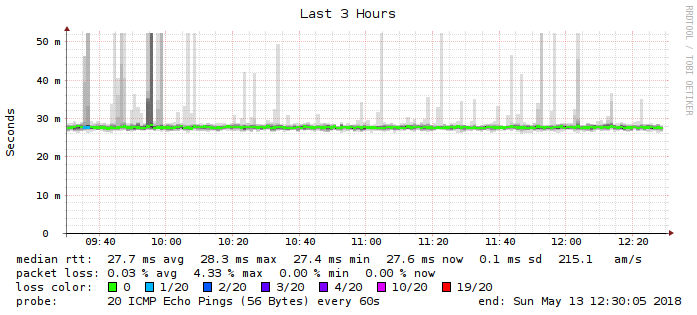 Last 3 Hours
RRDTOOL / TOBI OETIKER
Seconds
50 m
40 m
30 m
20 m
10 m
0
09:40 10:00 10:20 10:40 11:00 11:20 11:40 12:00 12:20
median rtt: 27.7 ms avg 28.3 ms max 27.4 ms min 27.6 ms now 0.1 ms sd 215.1 am/s
packet loss: 0.03 % avg 4.33 % max 0.00 % min 0.00 % now
loss color: 0 1/20 2/20 3/20 4/20 10/20 19/20
probe: 20 ICMP Echo Pings (56 Bytes) every 60s end: Sun May 13 12:30:05 2018